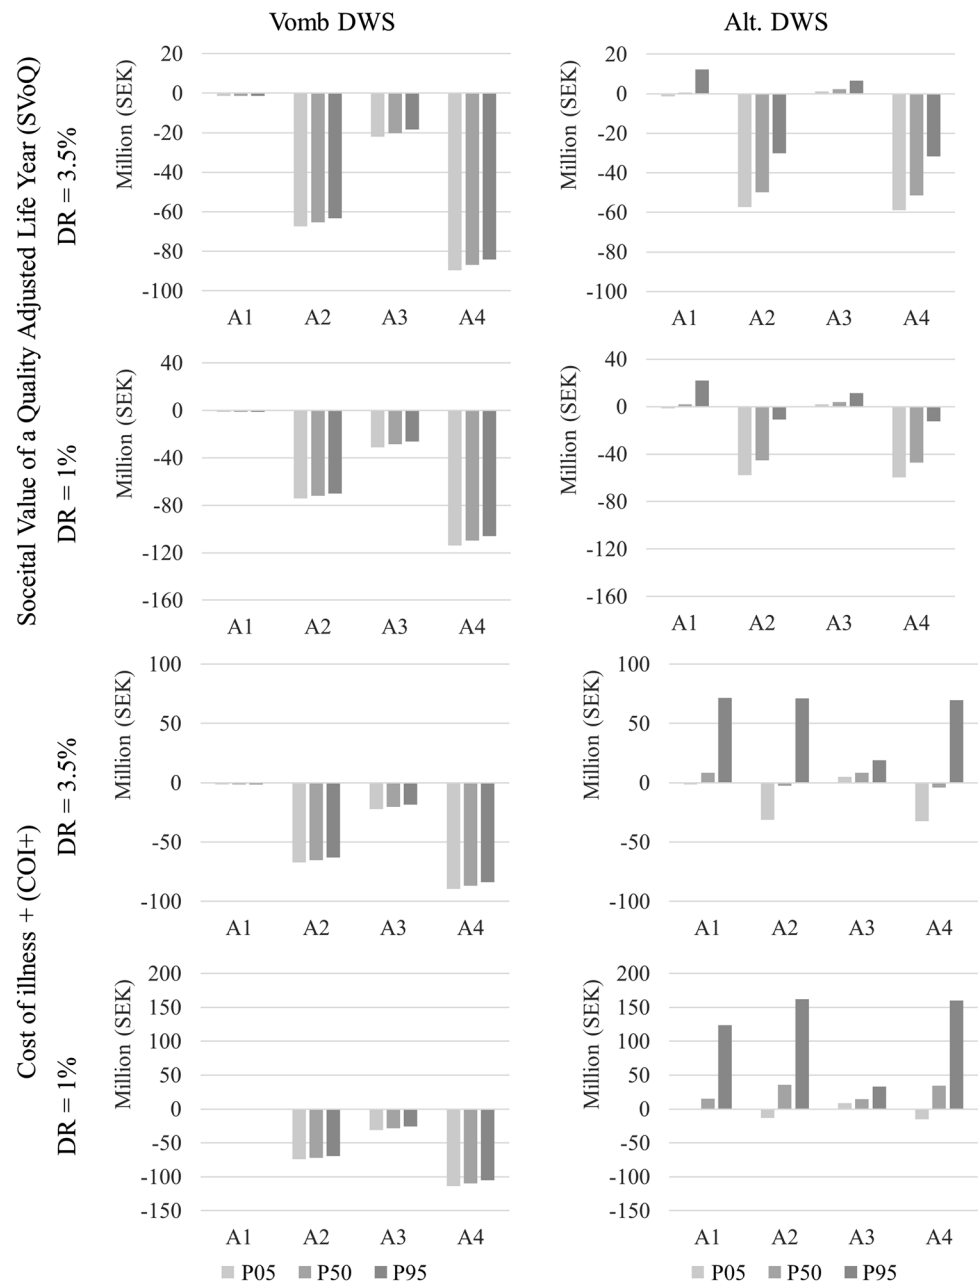 Vomb DWS
Alt. DWS
Soceital Value of a Quality Adjusted Life Year (SVoQ)
DR = 3.5%
Million (SEK)
20
0
-20
-40
-60
-80
-100
A1 A2 A3 A4
Million (SEK)
20
0
-20
-40
-60
-80
-100
A1 A2 A3 A4
DR = 1%
Million (SEK)
40
0
-40
-80
-120
-160
A1 A2 A3 A4
Million (SEK)
40
0
-40
-80
-120
-160
A1 A2 A3 A4
Cost of illness + (COI+)
DR = 3.5%
Million (SEK)
100
50
0
-50
-100
A1 A2 A3 A4
Million (SEK)
100
50
0
-50
-100
A1 A2 A3 A4
DR = 1%
Million (SEK)
200
150
100
50
0
-50
-100
-150
A1 A2 A3 A4
Million (SEK)
200
150
100
50
0
-50
-100
-150
A1 A2 A3 A4
P05 P50 P95
P05 P50 P95